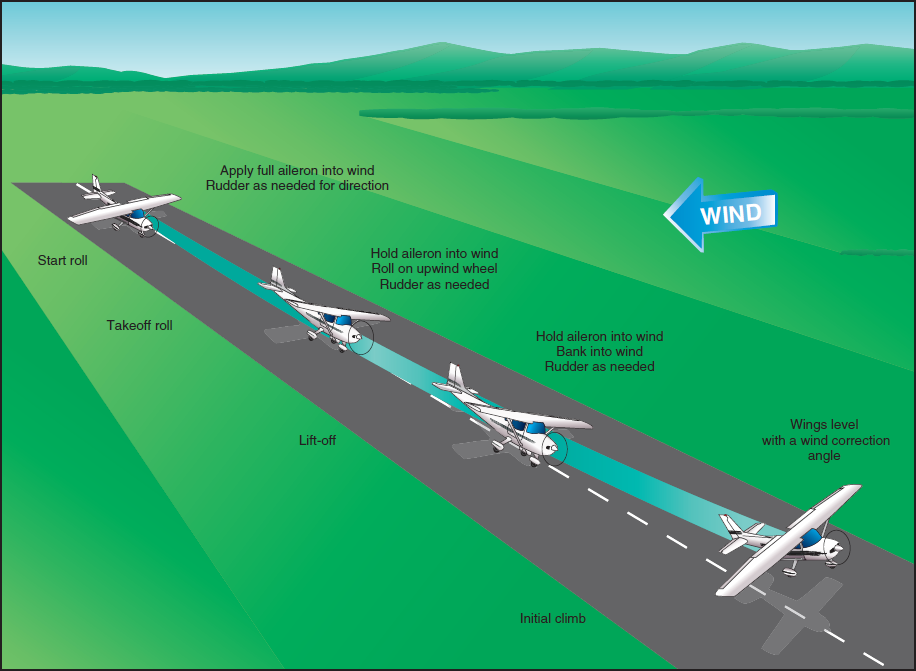 Apply full aileron into wind
Rudder as needed for direction
WIND
Start roll
Hold aileron into wind
Roll on upwind wheel
Rudder as needed
Takeoff roll
Hold aileron into wind
Bank into wind
Rudder as needed
Lift-off
Wings level
with a wind correction
angle
Initial climb